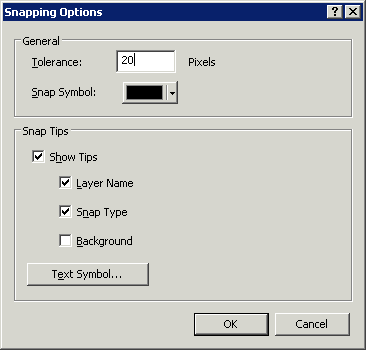 Snapping Options
General
Tolerance: 20 Pixels
Snap Symbol:
Snap Tips
Show Tips
Layer Name
Snap Type
Background
Text Symbol...
OK Cancel